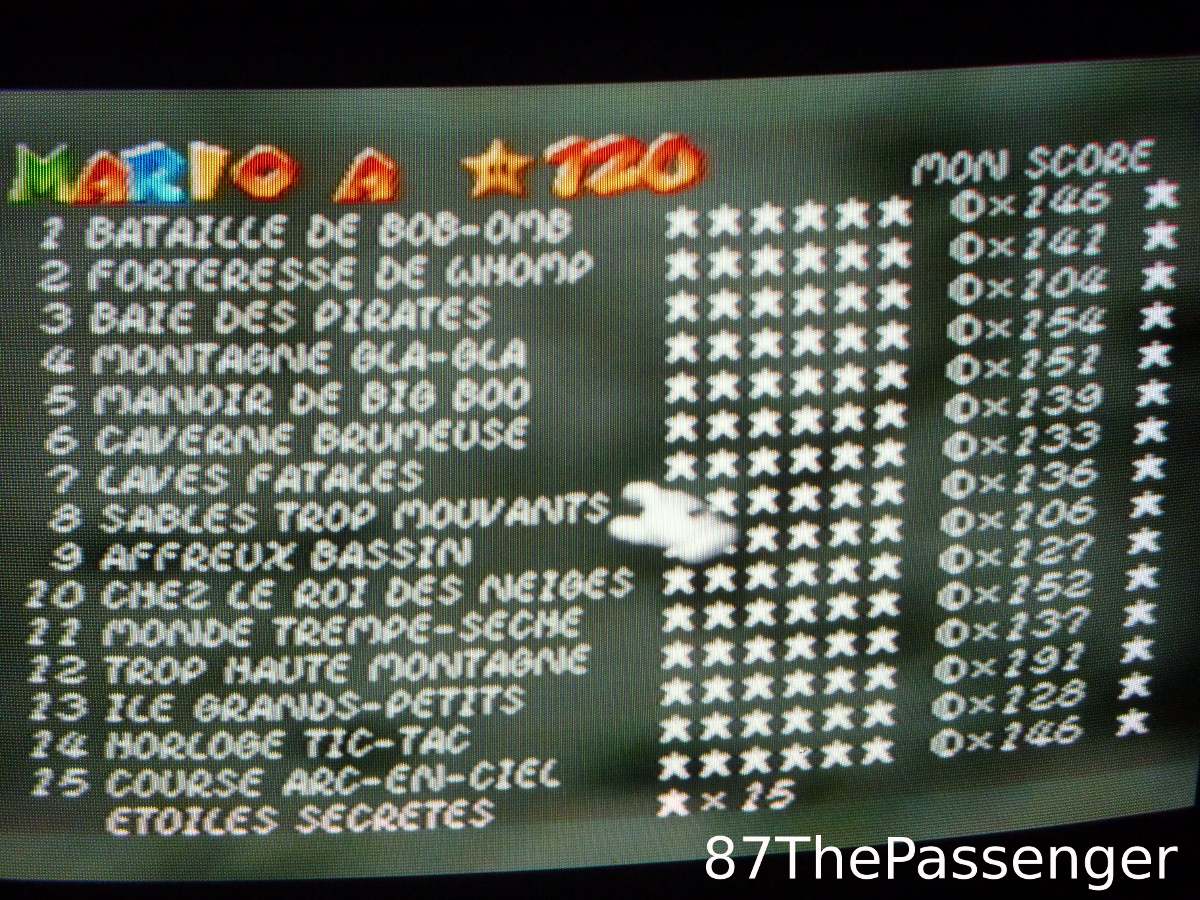 MARIO A ★120
MON SCORE
1 BATAILLE DE BOB-OMB ★★★★★★ ×146 ★
2 FORTERESSE DE WHOMP ★★★★★★ ×141 ★
3 BAIE DES PIRATES ★★★★★★ ×104 ★
4 MONTAGNE GLA-GLA ★★★★★★ ×154 ★
5 MANOIR DE BIG BOO ★★★★★★ ×151 ★
6 CAVERNE BRUMEUSE ★★★★★★ ×139 ★
7 LAVES FATALES ★★★★★★ ×133 ★
8 SABLES TROP MOUVANTS ★★★★★ ×136 ★
9 AFFREUX BASSIN ★★★★★ ×106 ★
10 CHEZ LE ROI DES NEIGES ★★★★★★ ×127 ★
11 MONDE TREMPE-SECHE ★★★★★★ ×152 ★
12 TROP HAUTE MONTAGNE ★★★★★★ ×137 ★
13 ILE GRANDS-PETITS ★★★★★★ ×191 ★
14 HORLOGE TIC-TAC ★★★★★★ ×128 ★
15 COURSE ARC-EN-CIEL ★★★★★★ ×146 ★
ETOILES SECRETES ★×15
87ThePassenger